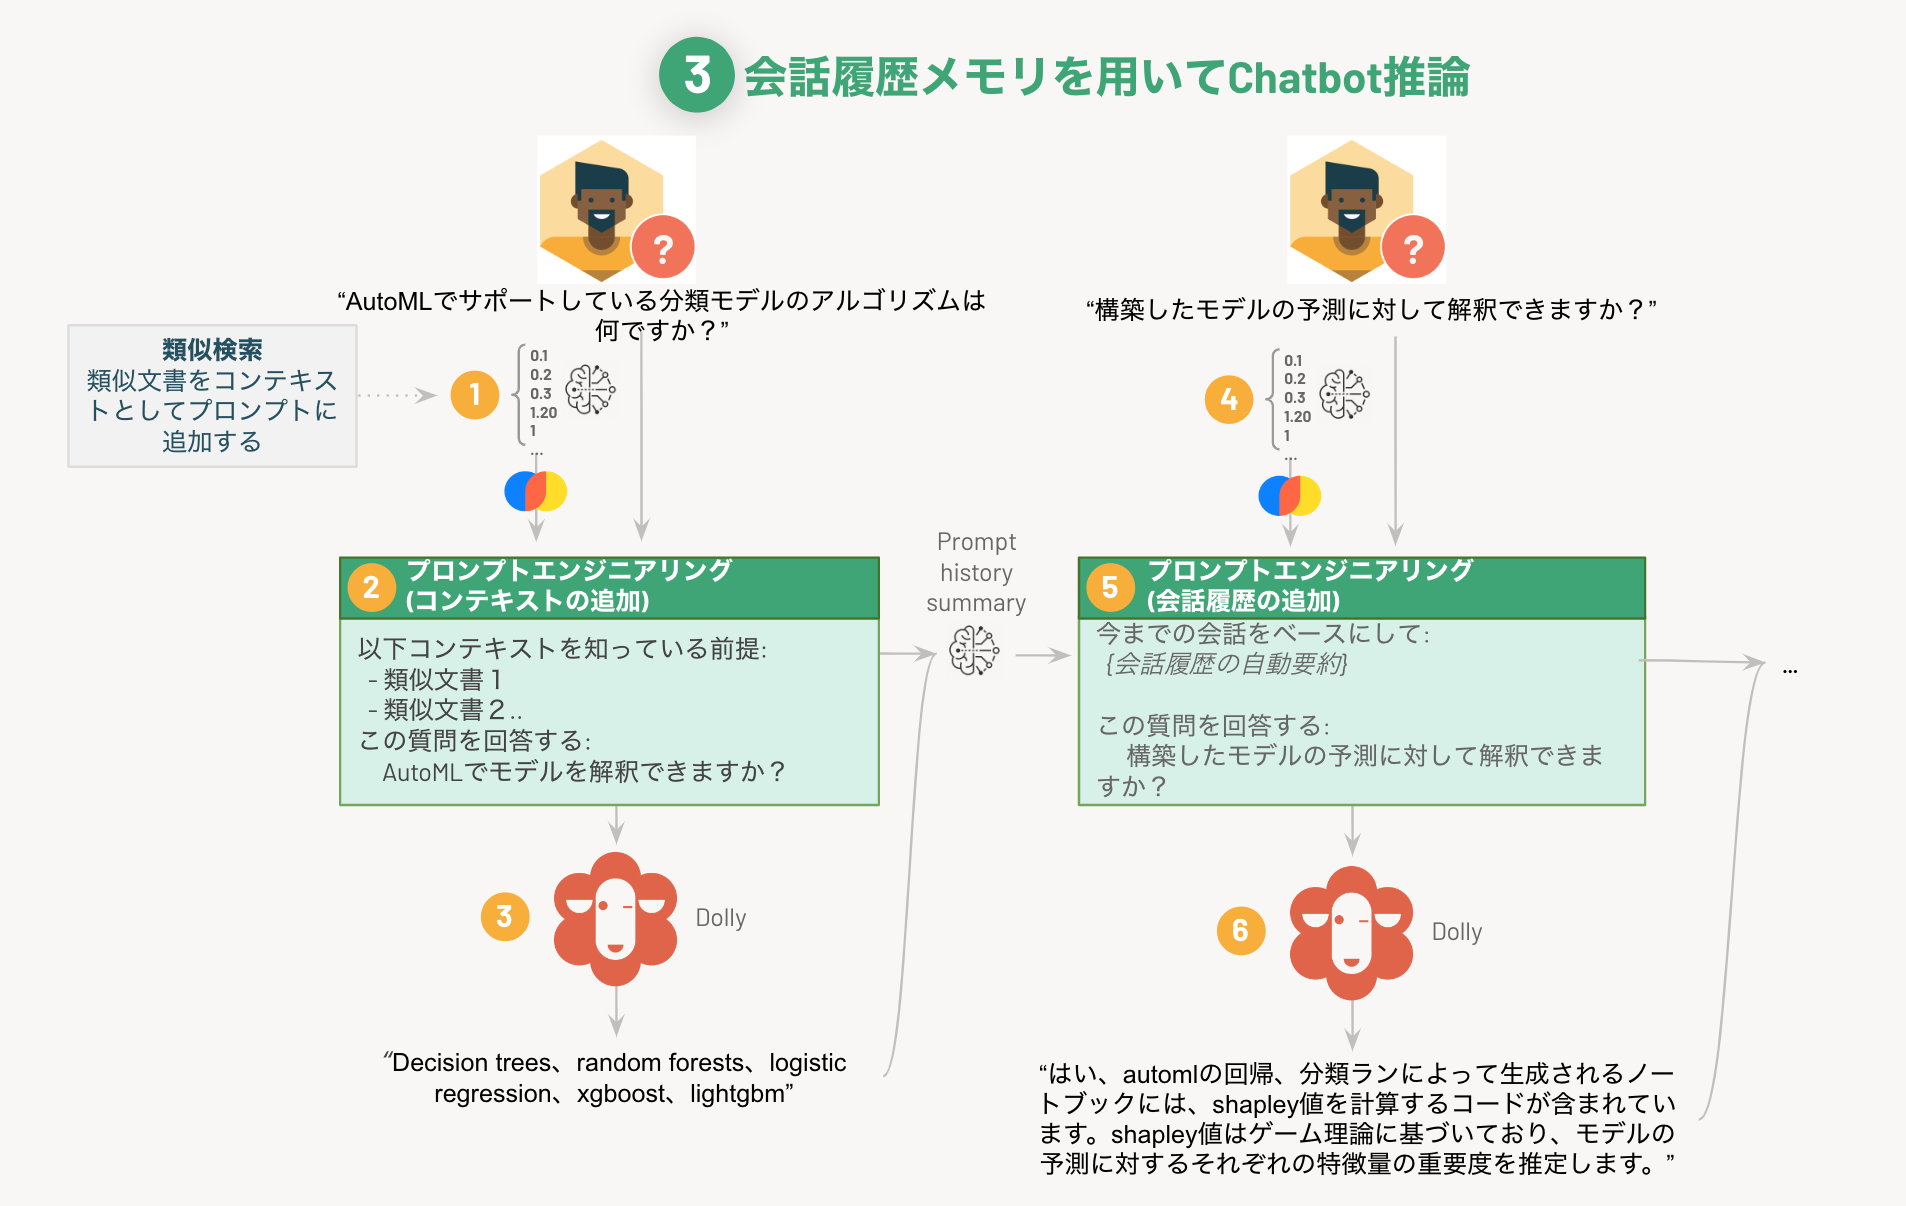 3 会話履歴メモリを用いてChatbot推論
?
“AutoMLでサポートしている分類モデルのアルゴリズムは
何ですか？”
類似検索
類似文書をコンテキス
トとしてプロンプトに
追加する
1
0.1
0.2
0.3
1.20
1
...
2 プロンプトエンジニアリング
(コンテキストの追加)
以下コンテキストを知っている前提:
- 類似文書１
- 類似文書２..
この質問を回答する:
AutoMLでモデルを解釈できますか？
3
Dolly
“Decision trees、random forests、logistic
regression、xgboost、lightgbm”
Prompt
history
summary
?
“構築したモデルの予測に対して解釈できますか？”
4
0.1
0.2
0.3
1.20
1
...
5 プロンプトエンジニアリング
(会話履歴の追加)
今までの会話をベースにして:
{会話履歴の自動要約}
この質問を回答する:
構築したモデルの予測に対して解釈できま
すか？
...
6
Dolly
“はい、automlの回帰、分類ランによって生成されるノー
トブックには、shapley値を計算するコードが含まれてい
ます。shapley値はゲーム理論に基づいており、モデルの
予測に対するそれぞれの特徴量の重要度を推定します。”